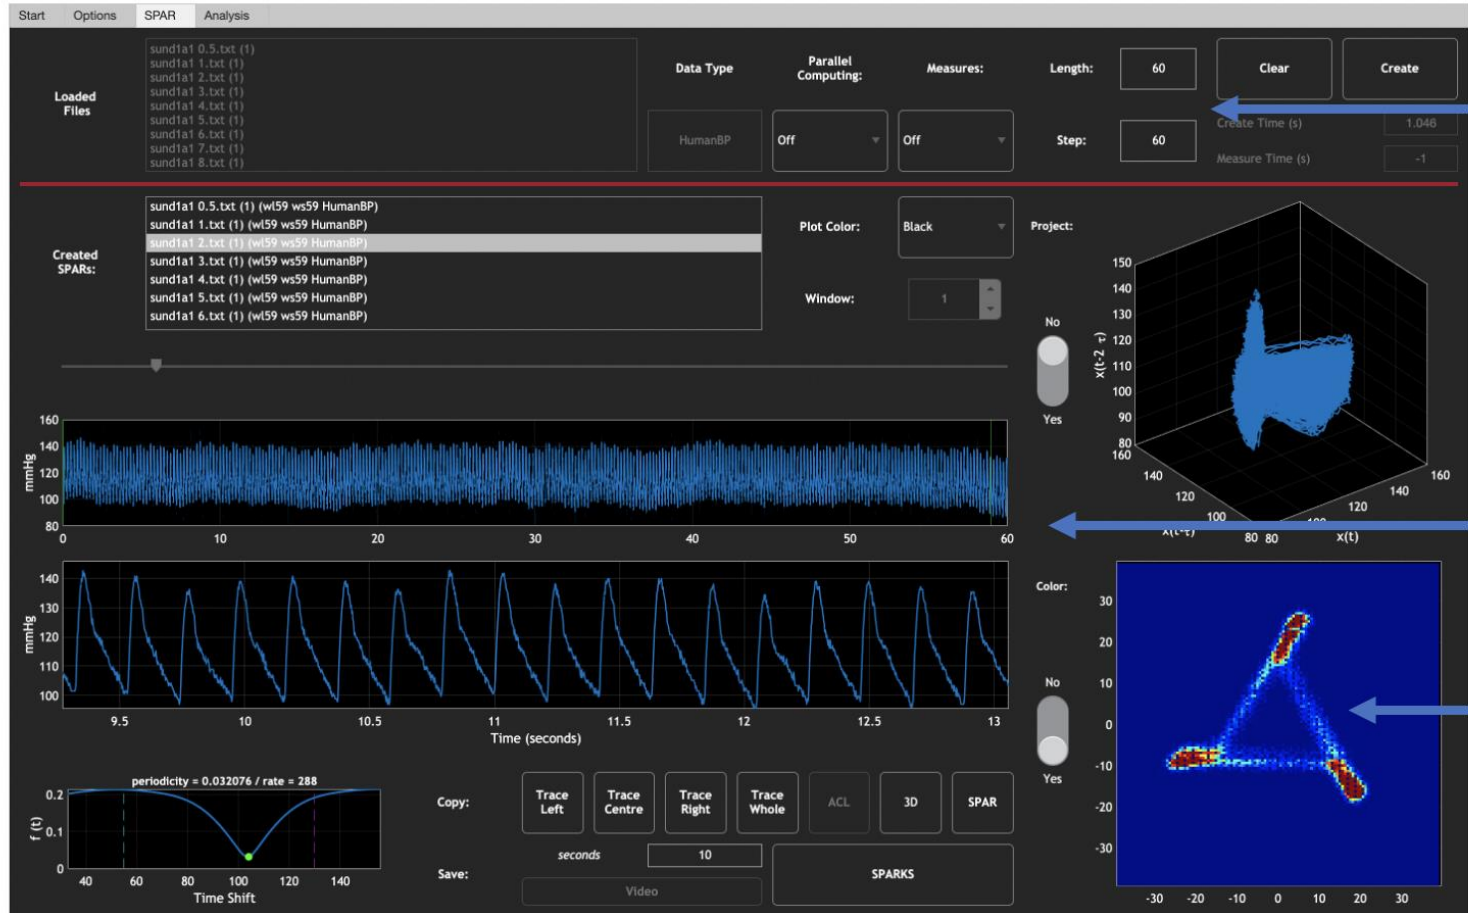 Start Options SPAR Analysis
Loaded
Files
sund1a1 0.5.txt (1)
sund1a1 1.txt (1)
sund1a1 2.txt (1)
sund1a1 3.txt (1)
sund1a1 4.txt (1)
sund1a1 5.txt (1)
sund1a1 6.txt (1)
sund1a1 7.txt (1)
sund1a1 8.txt (1)
Data Type
HumanBP
Parallel
Computing:
Off
Measures:
Off
Length: 60
Step: 60
Clear
Create
Create Time (s) 1.046
Measure Time (s) -1
Created
SPARs:
sund1a1 0.5.txt (1) (wl59 ws59 HumanBP)
sund1a1 1.txt (1) (wl59 ws59 HumanBP)
sund1a1 2.txt (1) (wl59 ws59 HumanBP)
sund1a1 3.txt (1) (wl59 ws59 HumanBP)
sund1a1 4.txt (1) (wl59 ws59 HumanBP)
sund1a1 5.txt (1) (wl59 ws59 HumanBP)
sund1a1 6.txt (1) (wl59 ws59 HumanBP)
Plot Color: Black
Window: 1
Project:
No
Yes
150
140
130
120
110
100
90
80
x(t-2 τ)
160 140 120 100 80
x(t-τ)
80 100 120 140 160
x(t)
160
140
120
100
80
mmHg
0 10 20 30 40 50 60
140
130
120
110
100
mmHg
9.5 10 10.5 11 11.5 12 12.5 13
Time (seconds)
Color:
No
Yes
30
20
10
0
-10
-20
-30
-30 -20 -10 0 10 20 30
periodicity = 0.032076 / rate = 288
0.2
0.1
0
f (t)
40 60 80 100 120 140
Time Shift
Copy:
Trace
Left
Trace
Centre
Trace
Right
Trace
Whole
ACL
3D
SPAR
Save:
seconds 10
Video
SPARKS